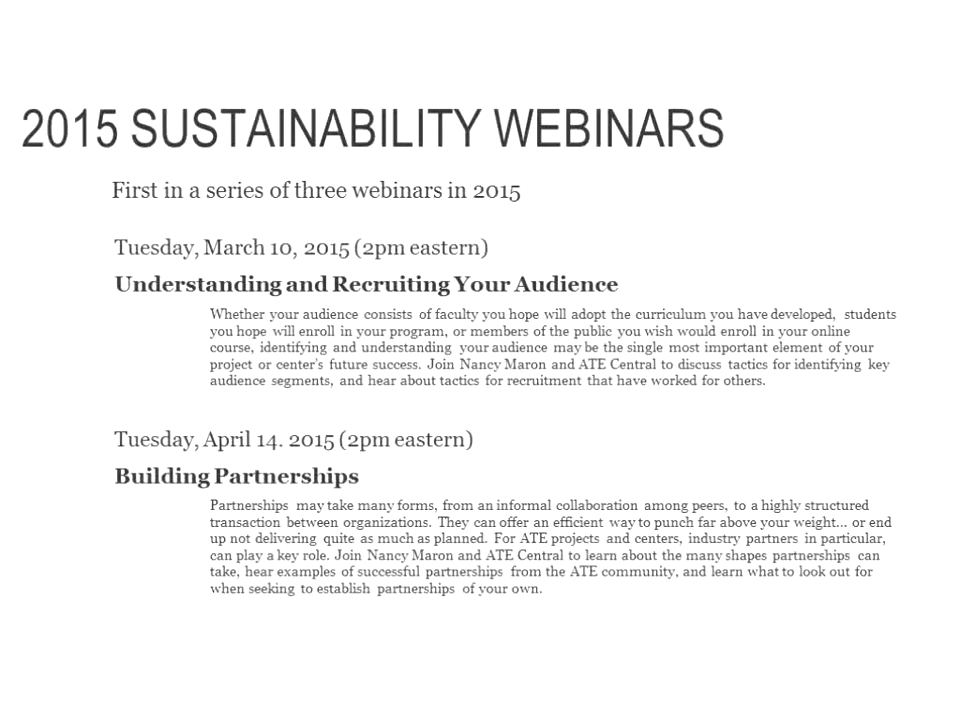 2015 SUSTAINABILITY WEBINARS
First in a series of three webinars in 2015
Tuesday, March 10, 2015 (2pm eastern)
Understanding and Recruiting Your Audience
Whether your audience consists of faculty you hope will adopt the curriculum you have developed, students
you hope will enroll in your program, or members of the public you wish would enroll in your online
course, identifying and understanding your audience may be the single most important element of your
project or center's future success. Join Nancy Maron and ATE Central to discuss tactics for identifying key
audience segments, and hear about tactics for recruitment that have worked for others.
Tuesday, April 14. 2015 (2pm eastern)
Building Partnerships
Partnerships may take many forms, from an informal collaboration among peers, to a highly structured
transaction between organizations. They can offer an efficient way to punch far above your weight... or end
up not delivering quite as much as planned. For ATE projects and centers, industry partners in particular,
can play a key role. Join Nancy Maron and ATE Central to learn about the many shapes partnerships can
take, hear examples of successful partnerships from the ATE community, and learn what to look out for
when seeking to establish partnerships of your own.